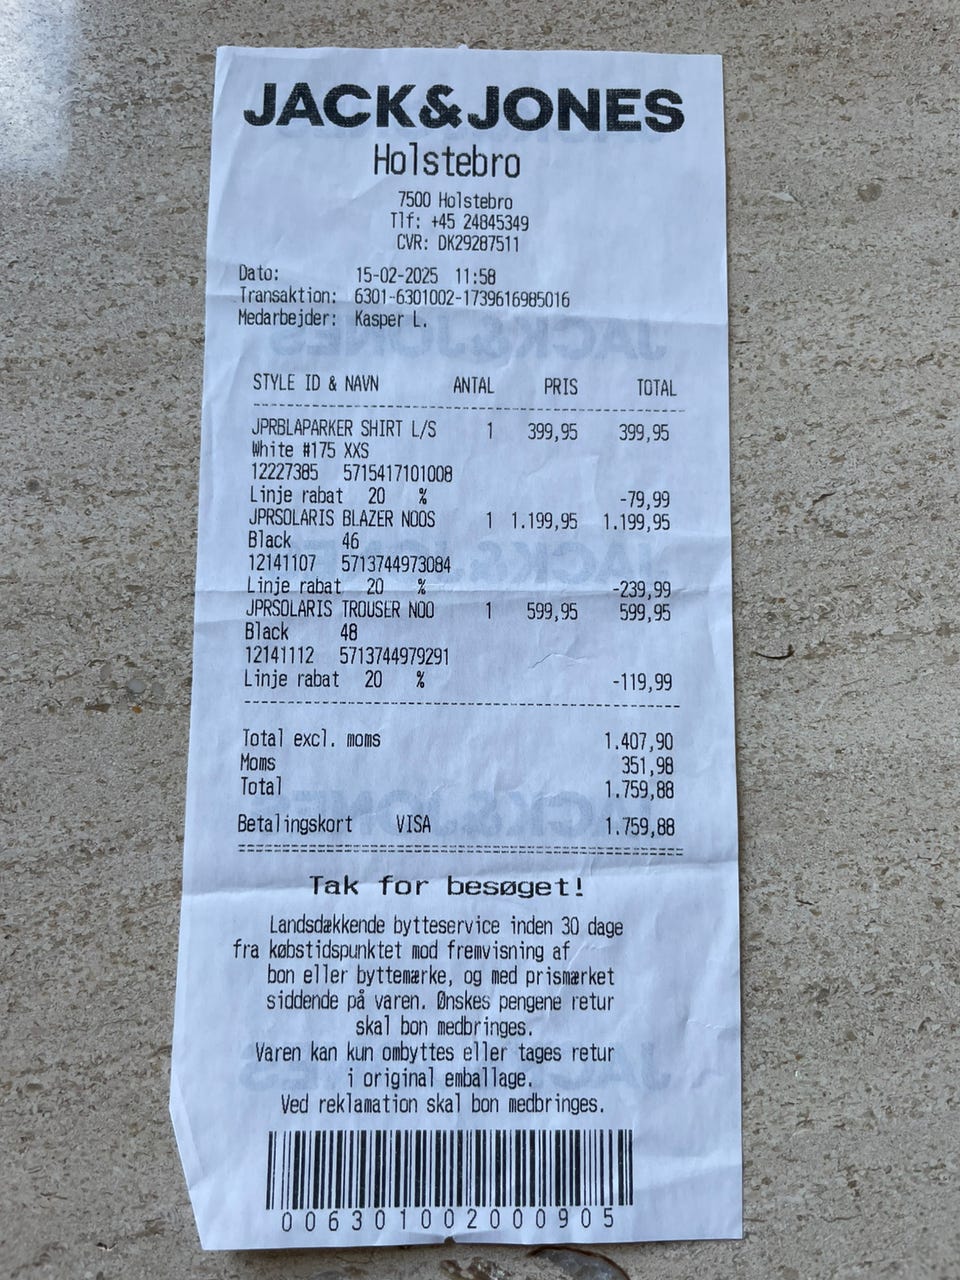 JACK&JONES
Holstebro
7500 Holstebro
Tlf: +45 24845349
CVR: DK29287511
Dato: 15-02-2025 11:58
Transaktion: 6301-6301002-1739616985016
Medarbejder: Kasper L.
STYLE ID & NAVN ANTAL PRIS TOTAL
JPRBLAPARKER SHIRT L/S 1 399,95 399,95
White #175 XXS
12227385 5715417101008
Linje rabat 20 % -79,99
JPRSOLARIS BLAZER NOOS 1 1.199,95 1.199,95
Black 46
12141107 5713744973084
Linje rabat 20 % -239,99
JPRSOLARIS TROUSER NOO 1 599,95 599,95
Black 48
12141112 5713744979291
Linje rabat 20 % -119,99
Total excl. moms 1.407,90
Moms 351,98
Total 1.759,88
Betalingskort VISA 1.759,88
Tak for besøget!
Landsdækkende bytteservice inden 30 dage
fra købstidspunktet mod fremvisning af
bon eller byttemærke, og med prismærket
siddende på varen. Ønskes pengene retur
skal bon medbringes.
Varen kan kun ombyttes eller tages retur
i original emballage.
Ved reklamation skal bon medbringes.
006301002000905